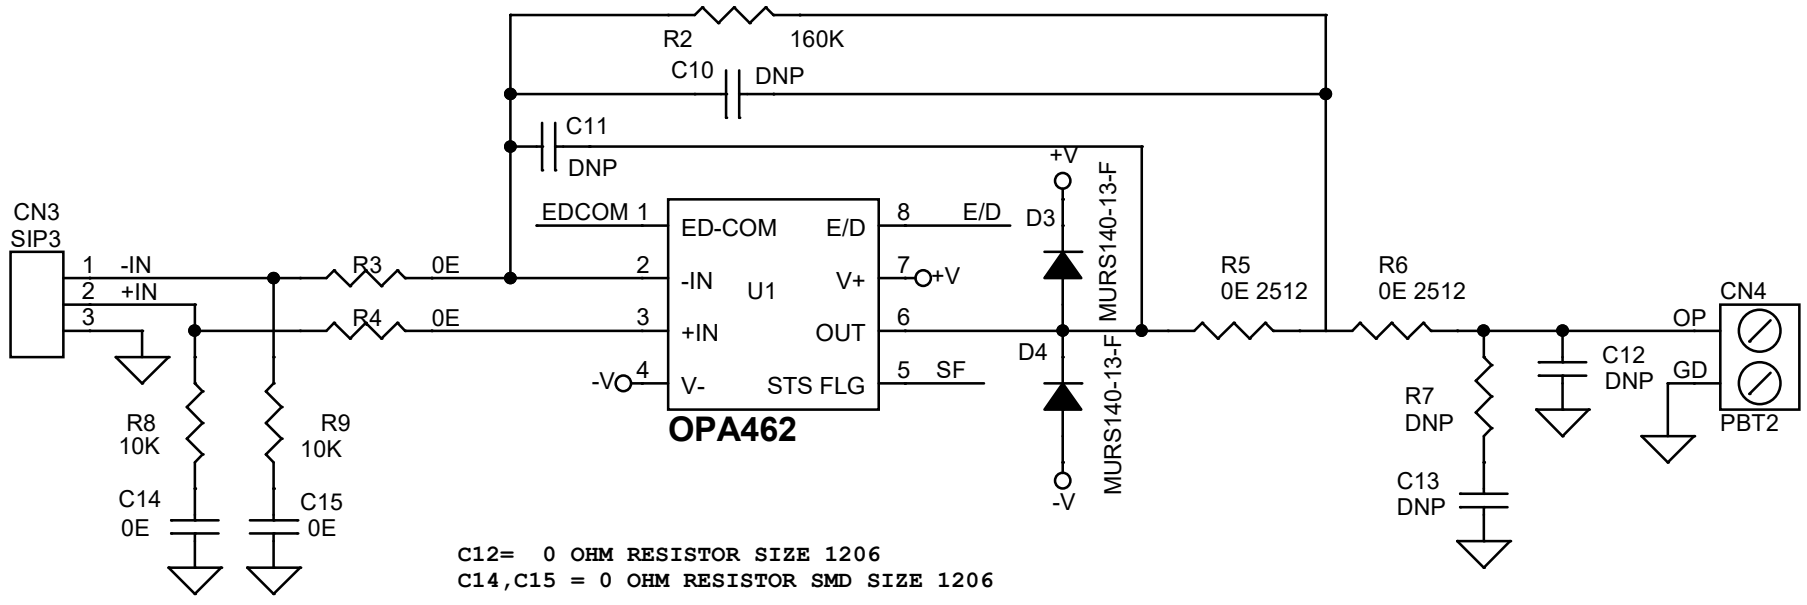 R2 160K
C10 DNP
C11
DNP
+V
MURS140-13-F
CN3
SIP3
EDCOM 1
ED-COM
E/D
8
E/D
D3
1 -IN
2 +IN
3
R3 0E
2
-IN
U1
V+
7
+V
R5
0E 2512
R6
0E 2512
CN4
R4 0E
3
+IN
OUT
6
OP
D4
MURS140-13-F
C12
DNP
-V
4
V-
STS FLG
5
SF
GD
R7
DNP
PBT2
OPA462
R8
10K
R9
10K
C13
DNP
-V
C14
0E
C15
0E
C12= 0 OHM RESISTOR SIZE 1206
C14,C15 = 0 OHM RESISTOR SMD SIZE 1206